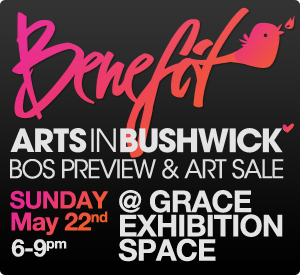 Benefit
ARTS IN BUSHWICK
BOS PREVIEW & ART SALE
SUNDAY
May 22nd
6-9pm
@ GRACE
EXHIBITION
SPACE